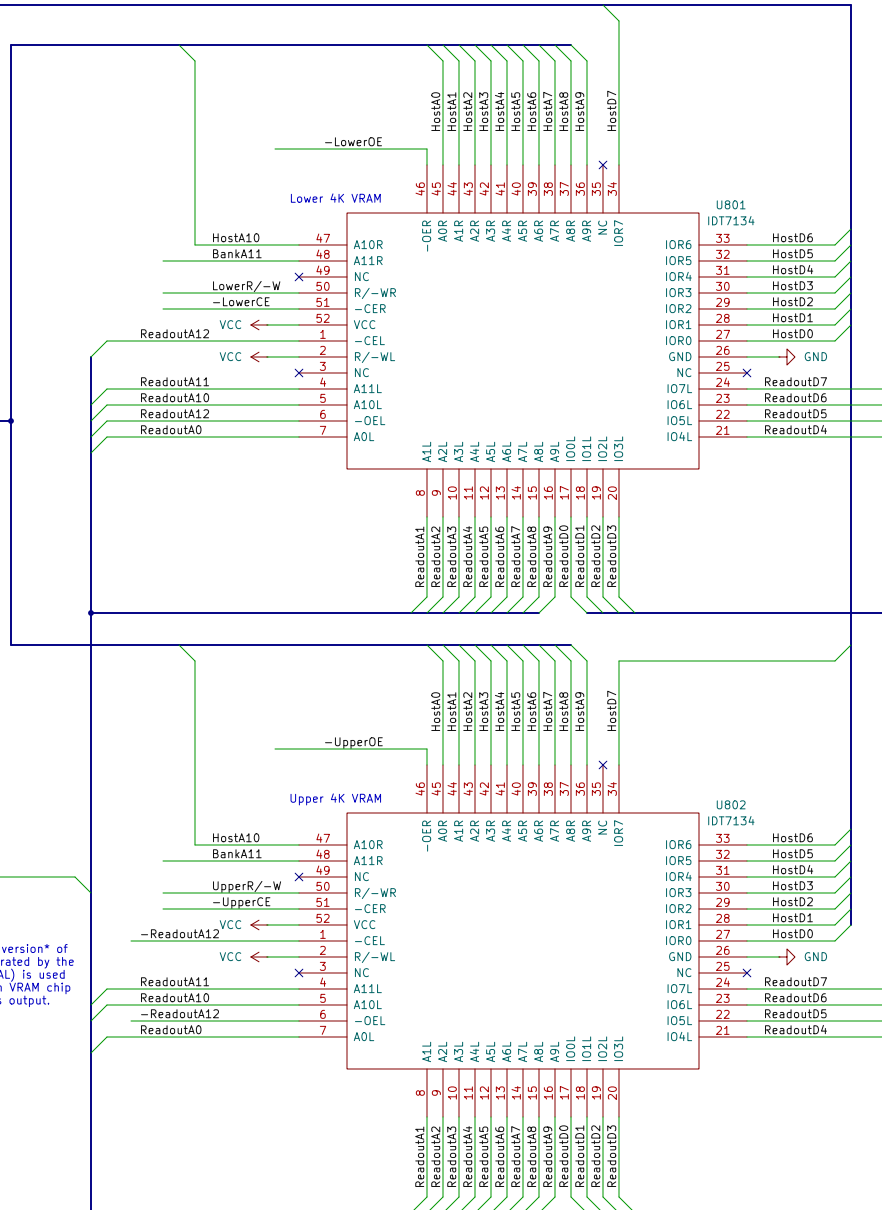 HostA0
HostA1
HostA2
HostA3
HostA4
HostA5
HostA6
HostA7
HostA8
HostA9
HostD7
-LowerOE
46
45
44
43
42
41
40
39
38
37
36
35
34
Lower 4K VRAM
U801
IDT7134
-OER
A0R
A1R
A2R
A3R
A4R
A5R
A6R
A7R
A8R
A9R
NC
IOR7
HostA10 47 A10R IOR6 33 HostD6
BankA11 48 A11R IOR5 32 HostD5
49 NC IOR4 31 HostD4
LowerR/-W 50 R/-WR IOR3 30 HostD3
-LowerCE 51 -CER IOR2 29 HostD2
VCC 52 VCC IOR1 28 HostD1
ReadoutA12 1 -CEL IOR0 27 HostD0
VCC 2 R/-WL GND 26 GND
3 NC NC 25
ReadoutA11 4 A11L IO7L 24 ReadoutD7
ReadoutA10 5 A10L IO6L 23 ReadoutD6
ReadoutA12 6 -OEL IO5L 22 ReadoutD5
ReadoutA0 7 A0L IO4L 21 ReadoutD4
A1L
A2L
A3L
A4L
A5L
A6L
A7L
A8L
A9L
IO0L
IO1L
IO2L
IO3L
8
9
10
11
12
13
14
15
16
17
18
19
20
ReadoutA1
ReadoutA2
ReadoutA3
ReadoutA4
ReadoutA5
ReadoutA6
ReadoutA7
ReadoutA8
ReadoutA9
ReadoutD0
ReadoutD1
ReadoutD2
ReadoutD3
HostA0
HostA1
HostA2
HostA3
HostA4
HostA5
HostA6
HostA7
HostA8
HostA9
HostD7
-UpperOE
46
45
44
43
42
41
40
39
38
37
36
35
34
Upper 4K VRAM
U802
IDT7134
-OER
A0R
A1R
A2R
A3R
A4R
A5R
A6R
A7R
A8R
A9R
NC
IOR7
HostA10 47 A10R IOR6 33 HostD6
BankA11 48 A11R IOR5 32 HostD5
49 NC IOR4 31 HostD4
UpperR/-W 50 R/-WR IOR3 30 HostD3
-UpperCE 51 -CER IOR2 29 HostD2
VCC 52 VCC IOR1 28 HostD1
-ReadoutA12 1 -CEL IOR0 27 HostD0
VCC 2 R/-WL GND 26 GND
3 NC NC 25
ReadoutA11 4 A11L IO7L 24 ReadoutD7
ReadoutA10 5 A10L IO6L 23 ReadoutD6
-ReadoutA12 6 -OEL IO5L 22 ReadoutD5
ReadoutA0 7 A0L IO4L 21 ReadoutD4
version* of
rated by the
AL) is used
VRAM chip
output.
A1L
A2L
A3L
A4L
A5L
A6L
A7L
A8L
A9L
IO0L
IO1L
IO2L
IO3L
8
9
10
11
12
13
14
15
16
17
18
19
20
ReadoutA1
ReadoutA2
ReadoutA3
ReadoutA4
ReadoutA5
ReadoutA6
ReadoutA7
ReadoutA8
ReadoutA9
ReadoutD0
ReadoutD1
ReadoutD2
ReadoutD3